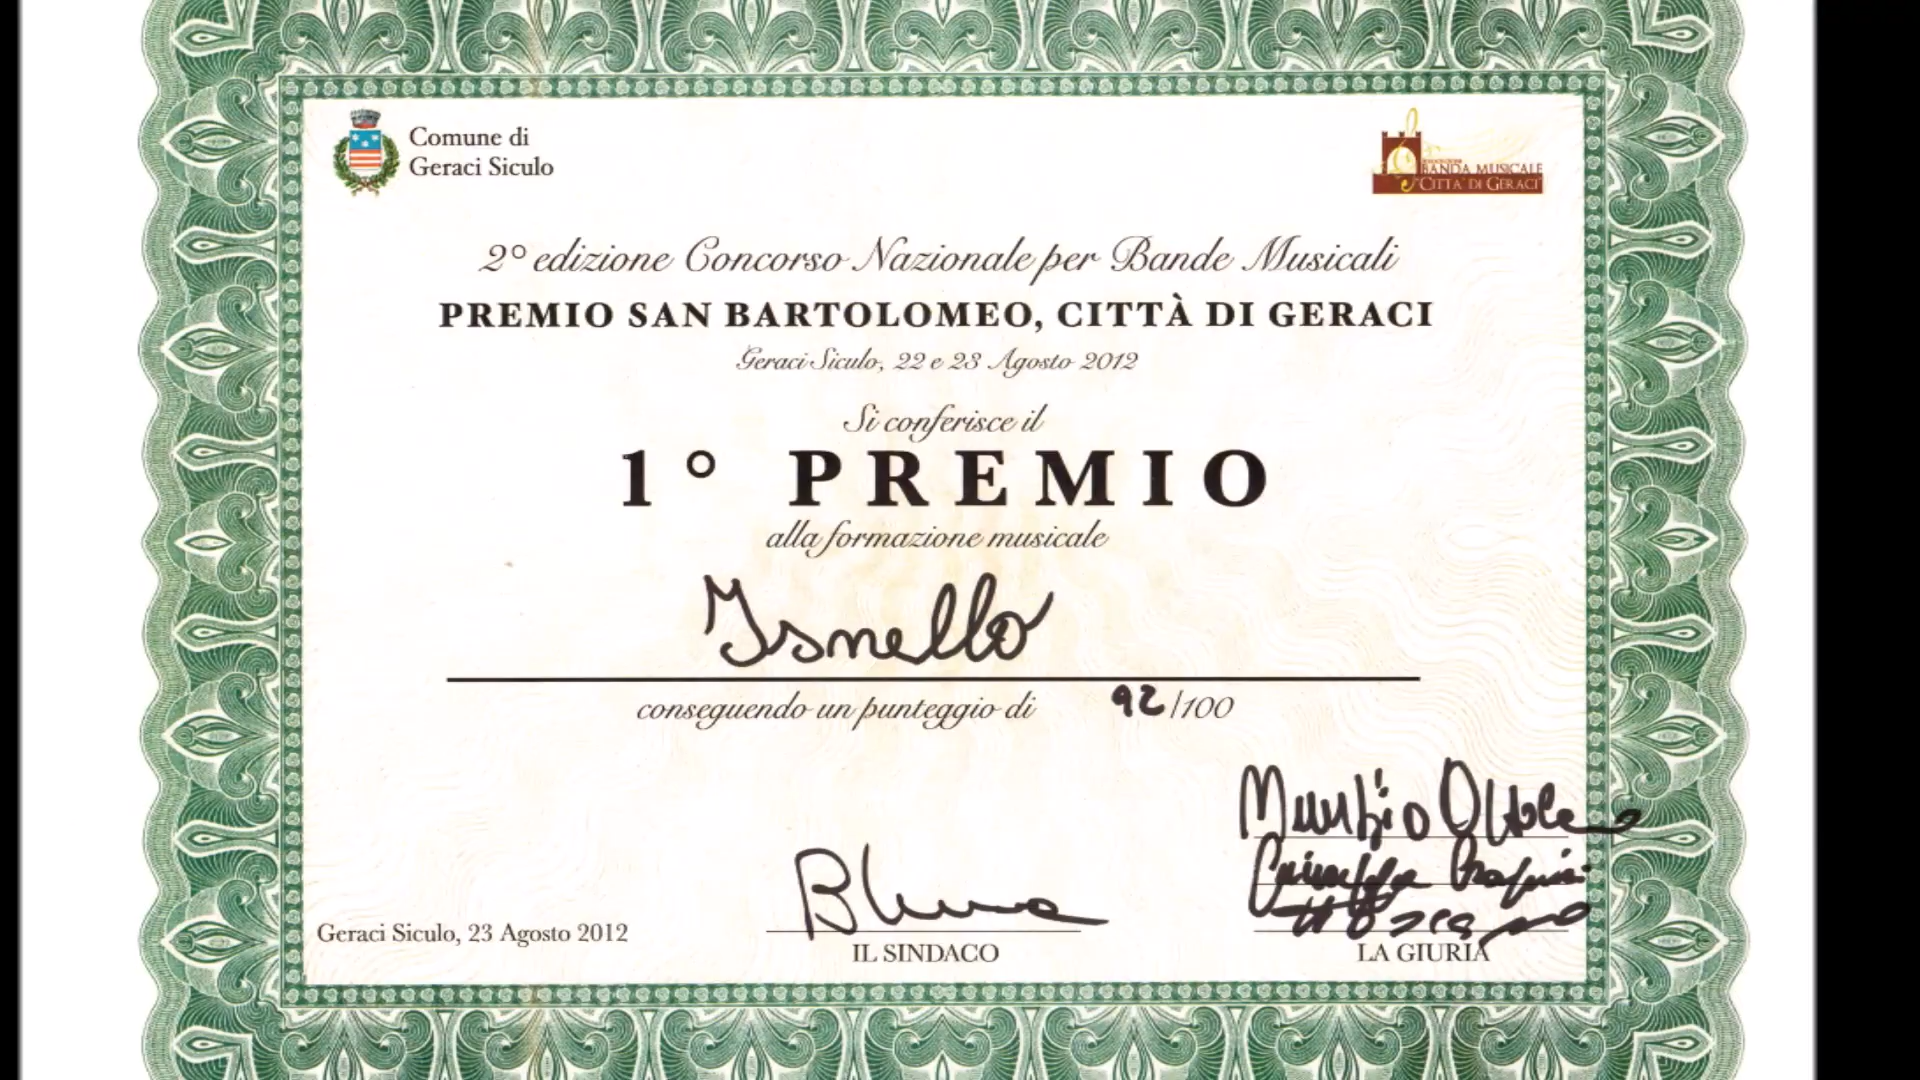 Comune di
Geraci Siculo
BANDA MUSICALE
"CITTA' DI GERACI"
2° edizione Concorso Nazionale per Bande Musicali
PREMIO SAN BARTOLOMEO, CITTÀ DI GERACI
Geraci Siculo, 22 e 23 Agosto 2012
Si conferisce il
1° PREMIO
alla formazione musicale
Isnello
conseguendo un punteggio di 92/100
Geraci Siculo, 23 Agosto 2012
IL SINDACO
LA GIURIA